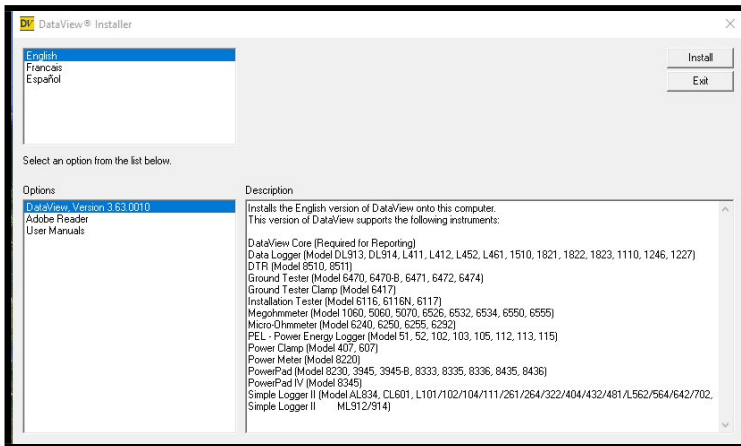 DV DataView® Installer
English
Francais
Español
Install
Exit
Select an option from the list below.
Options
DataView, Version 3.63.0010
Adobe Reader
User Manuals
Description
Installs the English version of DataView onto this computer.
This version of DataView supports the following instruments:
DataView Core (Required for Reporting)
Data Logger (Model DL913, DL914, L411, L412, L452, L461, 1510, 1821, 1822, 1823, 1110, 1246, 1227)
DTR (Model 8510, 8511)
Ground Tester (Model 6470, 6470-B, 6471, 6472, 6474)
Ground Tester Clamp (Model 6417)
Installation Tester (Model 6116, 6116N, 6117)
Megohmmeter (Model 1060, 5060, 5070, 6526, 6532, 6534, 6550, 6555)
Micro-Ohmmeter (Model 6240, 6250, 6255, 6292)
PEL - Power Energy Logger (Model 51, 52, 102, 103, 105, 112, 113, 115)
Power Clamp (Model 407, 607)
Power Meter (Model 8220)
PowerPad (Model 8230, 3945, 3945-B, 8333, 8335, 8336, 8435, 8436)
PowerPad IV (Model 8345)
Simple Logger II (Model AL834, CL601, L101/102/104/111/261/264/322/404/432/481/L562/564/642/702,
Simple Logger II ML912/914)